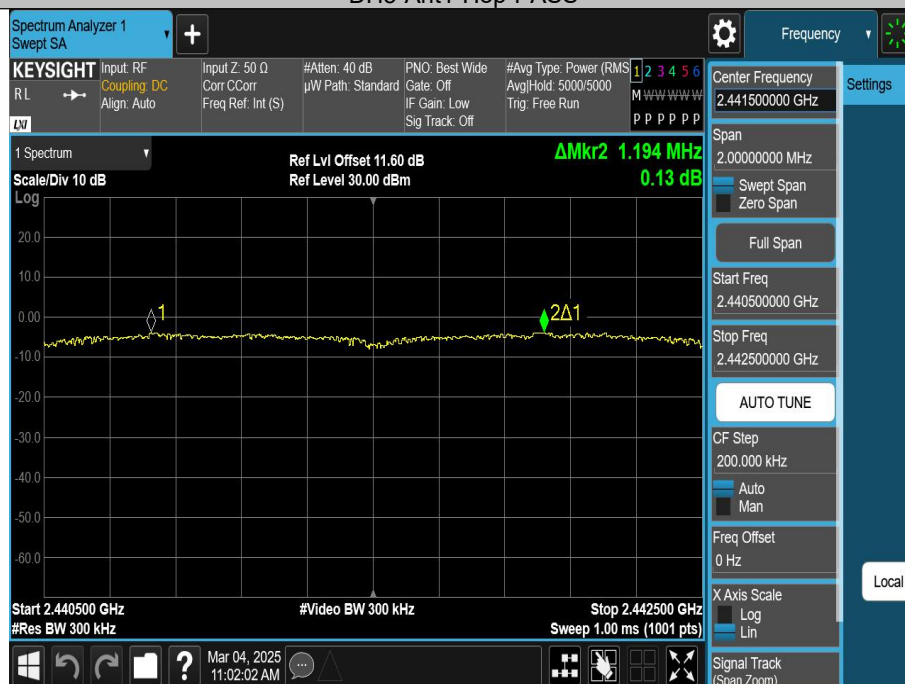 Spectrum Analyzer 1
Swept SA
Frequency
KEYSIGHT
RL
LXI
Input: RF
Coupling: DC
Align: Auto
Input Z: 50 Ω
Corr CCorr
Freq Ref: Int (S)
#Atten: 40 dB
µW Path: Standard
PNO: Best Wide
Gate: Off
IF Gain: Low
Sig Track: Off
#Avg Type: Power (RMS
Avg|Hold: 5000/5000
Trig: Free Run
1 2 3 4 5 6
M W W W W W
P P P P P P
1 Spectrum
Scale/Div 10 dB
Log
Ref Lvl Offset 11.60 dB
Ref Level 30.00 dBm
ΔMkr2 1.194 MHz
0.13 dB
20.0
10.0
0.00
-10.0
-20.0
-30.0
-40.0
-50.0
-60.0
1
2Δ1
Start 2.440500 GHz
#Res BW 300 kHz
#Video BW 300 kHz
Stop 2.442500 GHz
Sweep 1.00 ms (1001 pts)
?
Mar 04, 2025
11:02:02 AM
Center Frequency
2.441500000 GHz
Settings
Span
2.00000000 MHz
Swept Span
Zero Span
Full Span
Start Freq
2.440500000 GHz
Stop Freq
2.442500000 GHz
AUTO TUNE
CF Step
200.000 kHz
Auto
Man
Freq Offset
0 Hz
Local
X Axis Scale
Log
Lin
Signal Track
(Span Zoom)